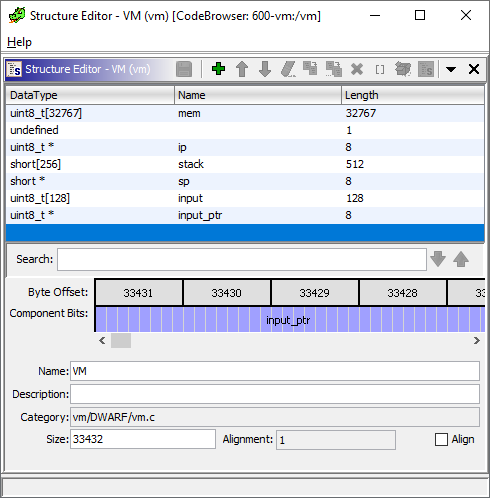 Structure Editor - VM (vm) [CodeBrowser: 600-vm:/vm]
Help
Structure Editor - VM (vm)
DataType Name Length
uint8_t[32767] mem 32767
undefined 1
uint8_t * ip 8
short[256] stack 512
short * sp 8
uint8_t[128] input 128
uint8_t * input_ptr 8
Search:
Byte Offset: 33431 33430 33429 33428
Component Bits: input_ptr
Name: VM
Description:
Category: vm/DWARF/vm.c
Size: 33432 Alignment: 1 Align